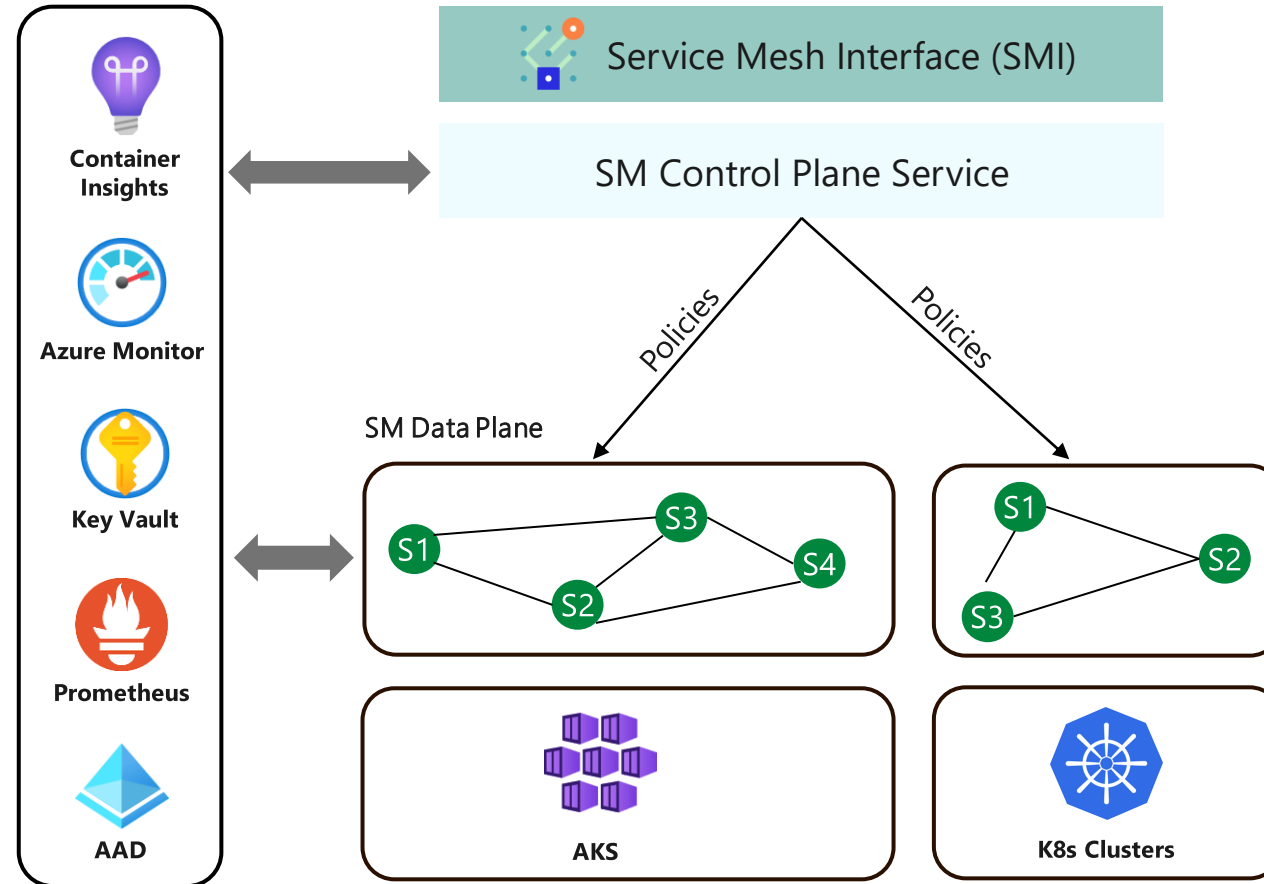 Container
Insights
Azure Monitor
Key Vault
Prometheus
AAD
Service Mesh Interface (SMI)
SM Control Plane Service
Policies
Policies
SM Data Plane
S1
S3
S2
S4
S1
S2
S3
AKS
K8s Clusters